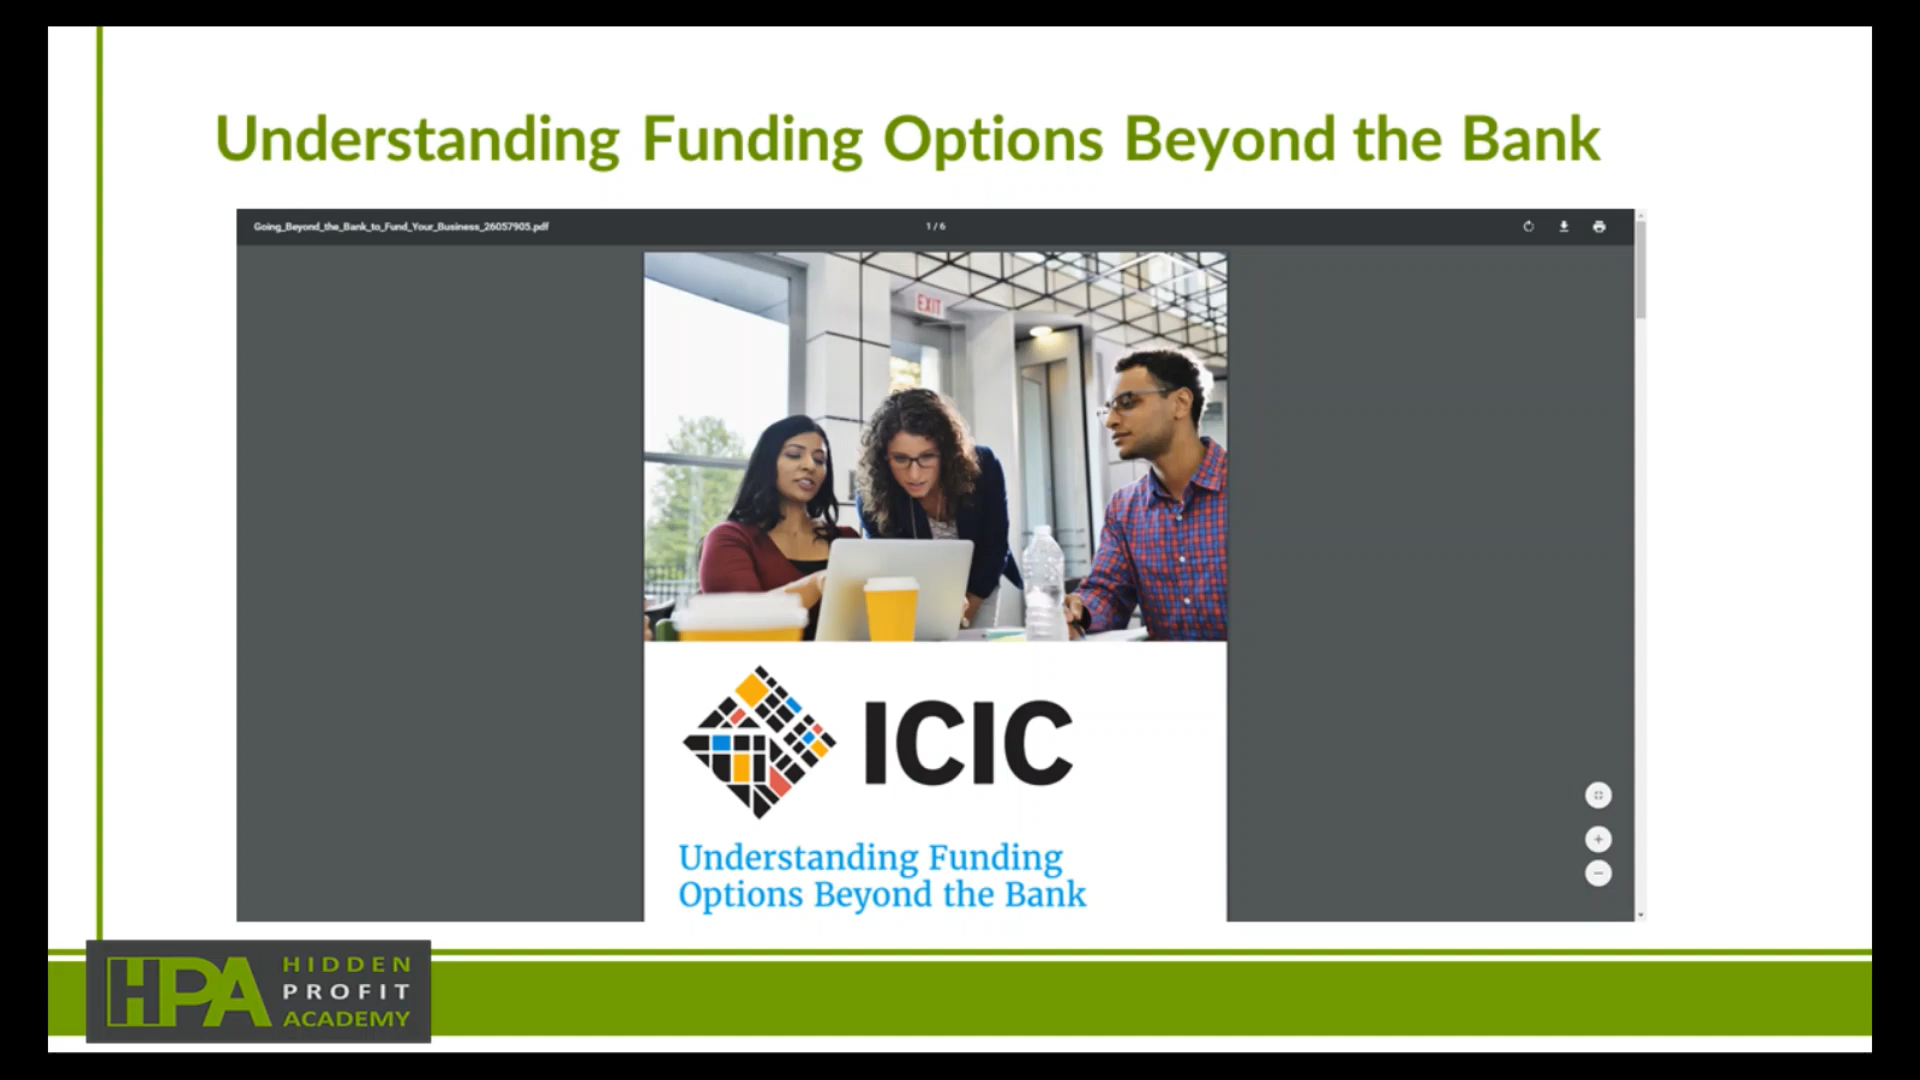 Understanding Funding Options Beyond the Bank
Going_Beyond_the_Bank_to_Fund_Your_Business_26057905.pdf
1 / 6
EXIT
ICIC
Understanding Funding
Options Beyond the Bank
HPA
HIDDEN
PROFIT
ACADEMY